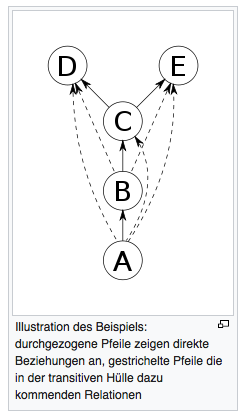 D E
C
B
A
Illustration des Beispiels:
durchgezogene Pfeile zeigen direkte
Beziehungen an, gestrichelte Pfeile die
in der transitiven Hülle dazu
kommenden Relationen